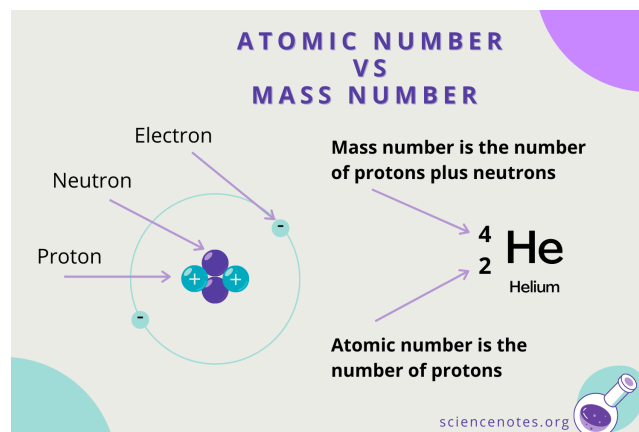 ATOMIC NUMBER
VS
MASS NUMBER
Electron
Neutron
Proton
-
+ +
-
Mass number is the number
of protons plus neutrons
4
He
2
Helium
Atomic number is the
number of protons
sciencenotes.org